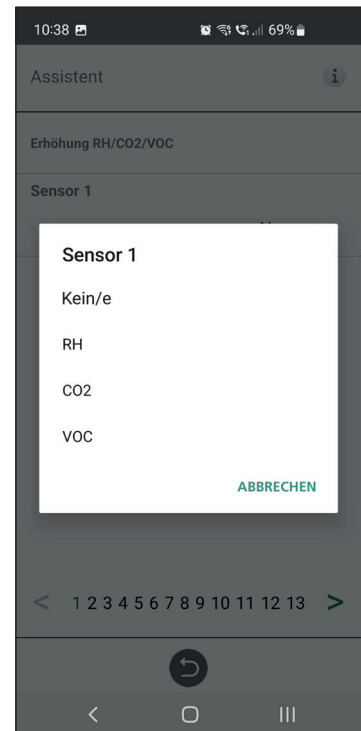 10:38 69%
Assistent i
Erhöhung RH/CO2/VOC
Sensor 1
Sensor 1
Kein/e
RH
CO2
VOC
ABBRECHEN
< 1 2 3 4 5 6 7 8 9 10 11 12 13 >